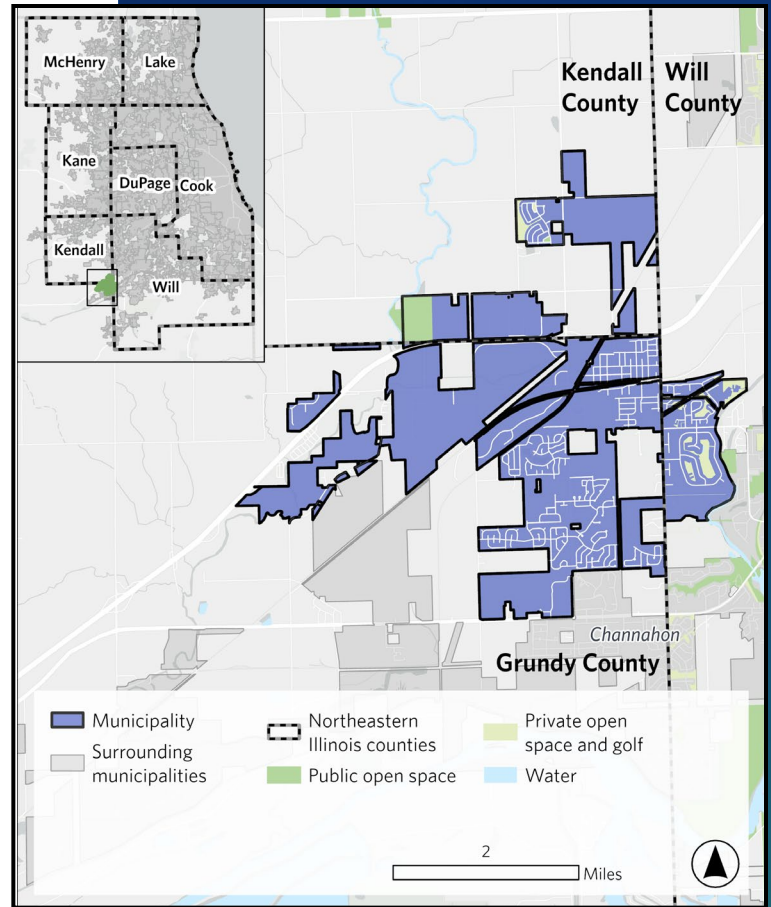 McHenry
Lake
Kane
DuPage
Cook
Kendall
Will
Kendall
County
Will
County
Channahon
Grundy County
Municipality
Surrounding
municipalities
Northeastern
Illinois counties
Public open space
Private open
space and golf
Water
2
Miles